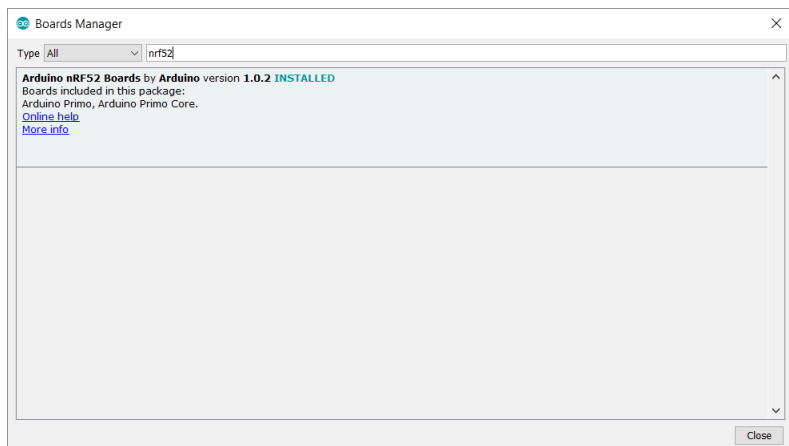 Boards Manager
Type All nrf52
Arduino nRF52 Boards by Arduino version 1.0.2 INSTALLED
Boards included in this package:
Arduino Primo, Arduino Primo Core.
Online help
More info
Close